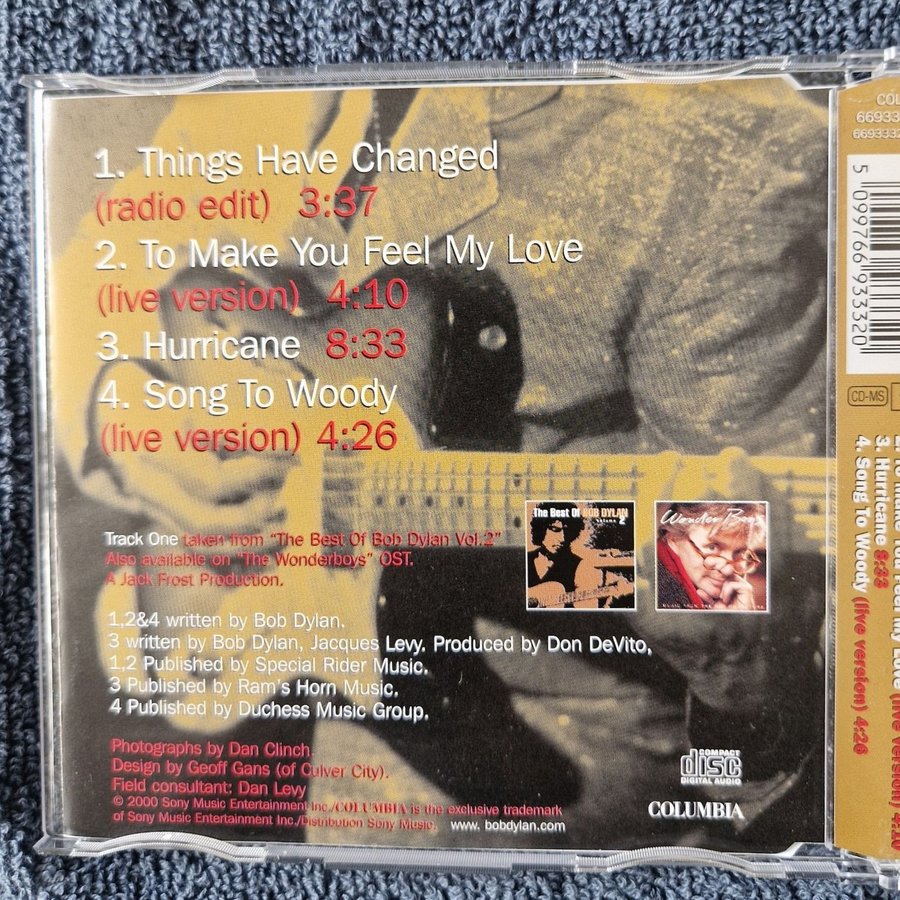 1. Things Have Changed
(radio edit) 3:37
2. To Make You Feel My Love
(live version) 4:10
3. Hurricane 8:33
4. Song To Woody
(live version) 4:26
The Best Of BOB DYLAN
volume 2
Wonder Boys
Track One taken from "The Best Of Bob Dylan Vol.2"
Also available on "The Wonderboys" OST.
A Jack Frost Production.
1,2&4 written by Bob Dylan.
3 written by Bob Dylan, Jacques Levy. Produced by Don DeVito,
1,2 Published by Special Rider Music.
3 Published by Ram's Horn Music.
4 Published by Duchess Music Group.
Photographs by Dan Clinch.
Design by Geoff Gans (of Culver City).
Field consultant: Dan Levy
© 2000 Sony Music Entertainment Inc./COLUMBIA is the exclusive trademark
of Sony Music Entertainment Inc./Distribution Sony Music. www.bobdylan.com
COMPACT
disc
DIGITAL AUDIO
COLUMBIA
COL
66933
6693332
5 099766 933320
CD-MS
3. Hurricane 8:33
4. Song To Woody (live version) 4:26